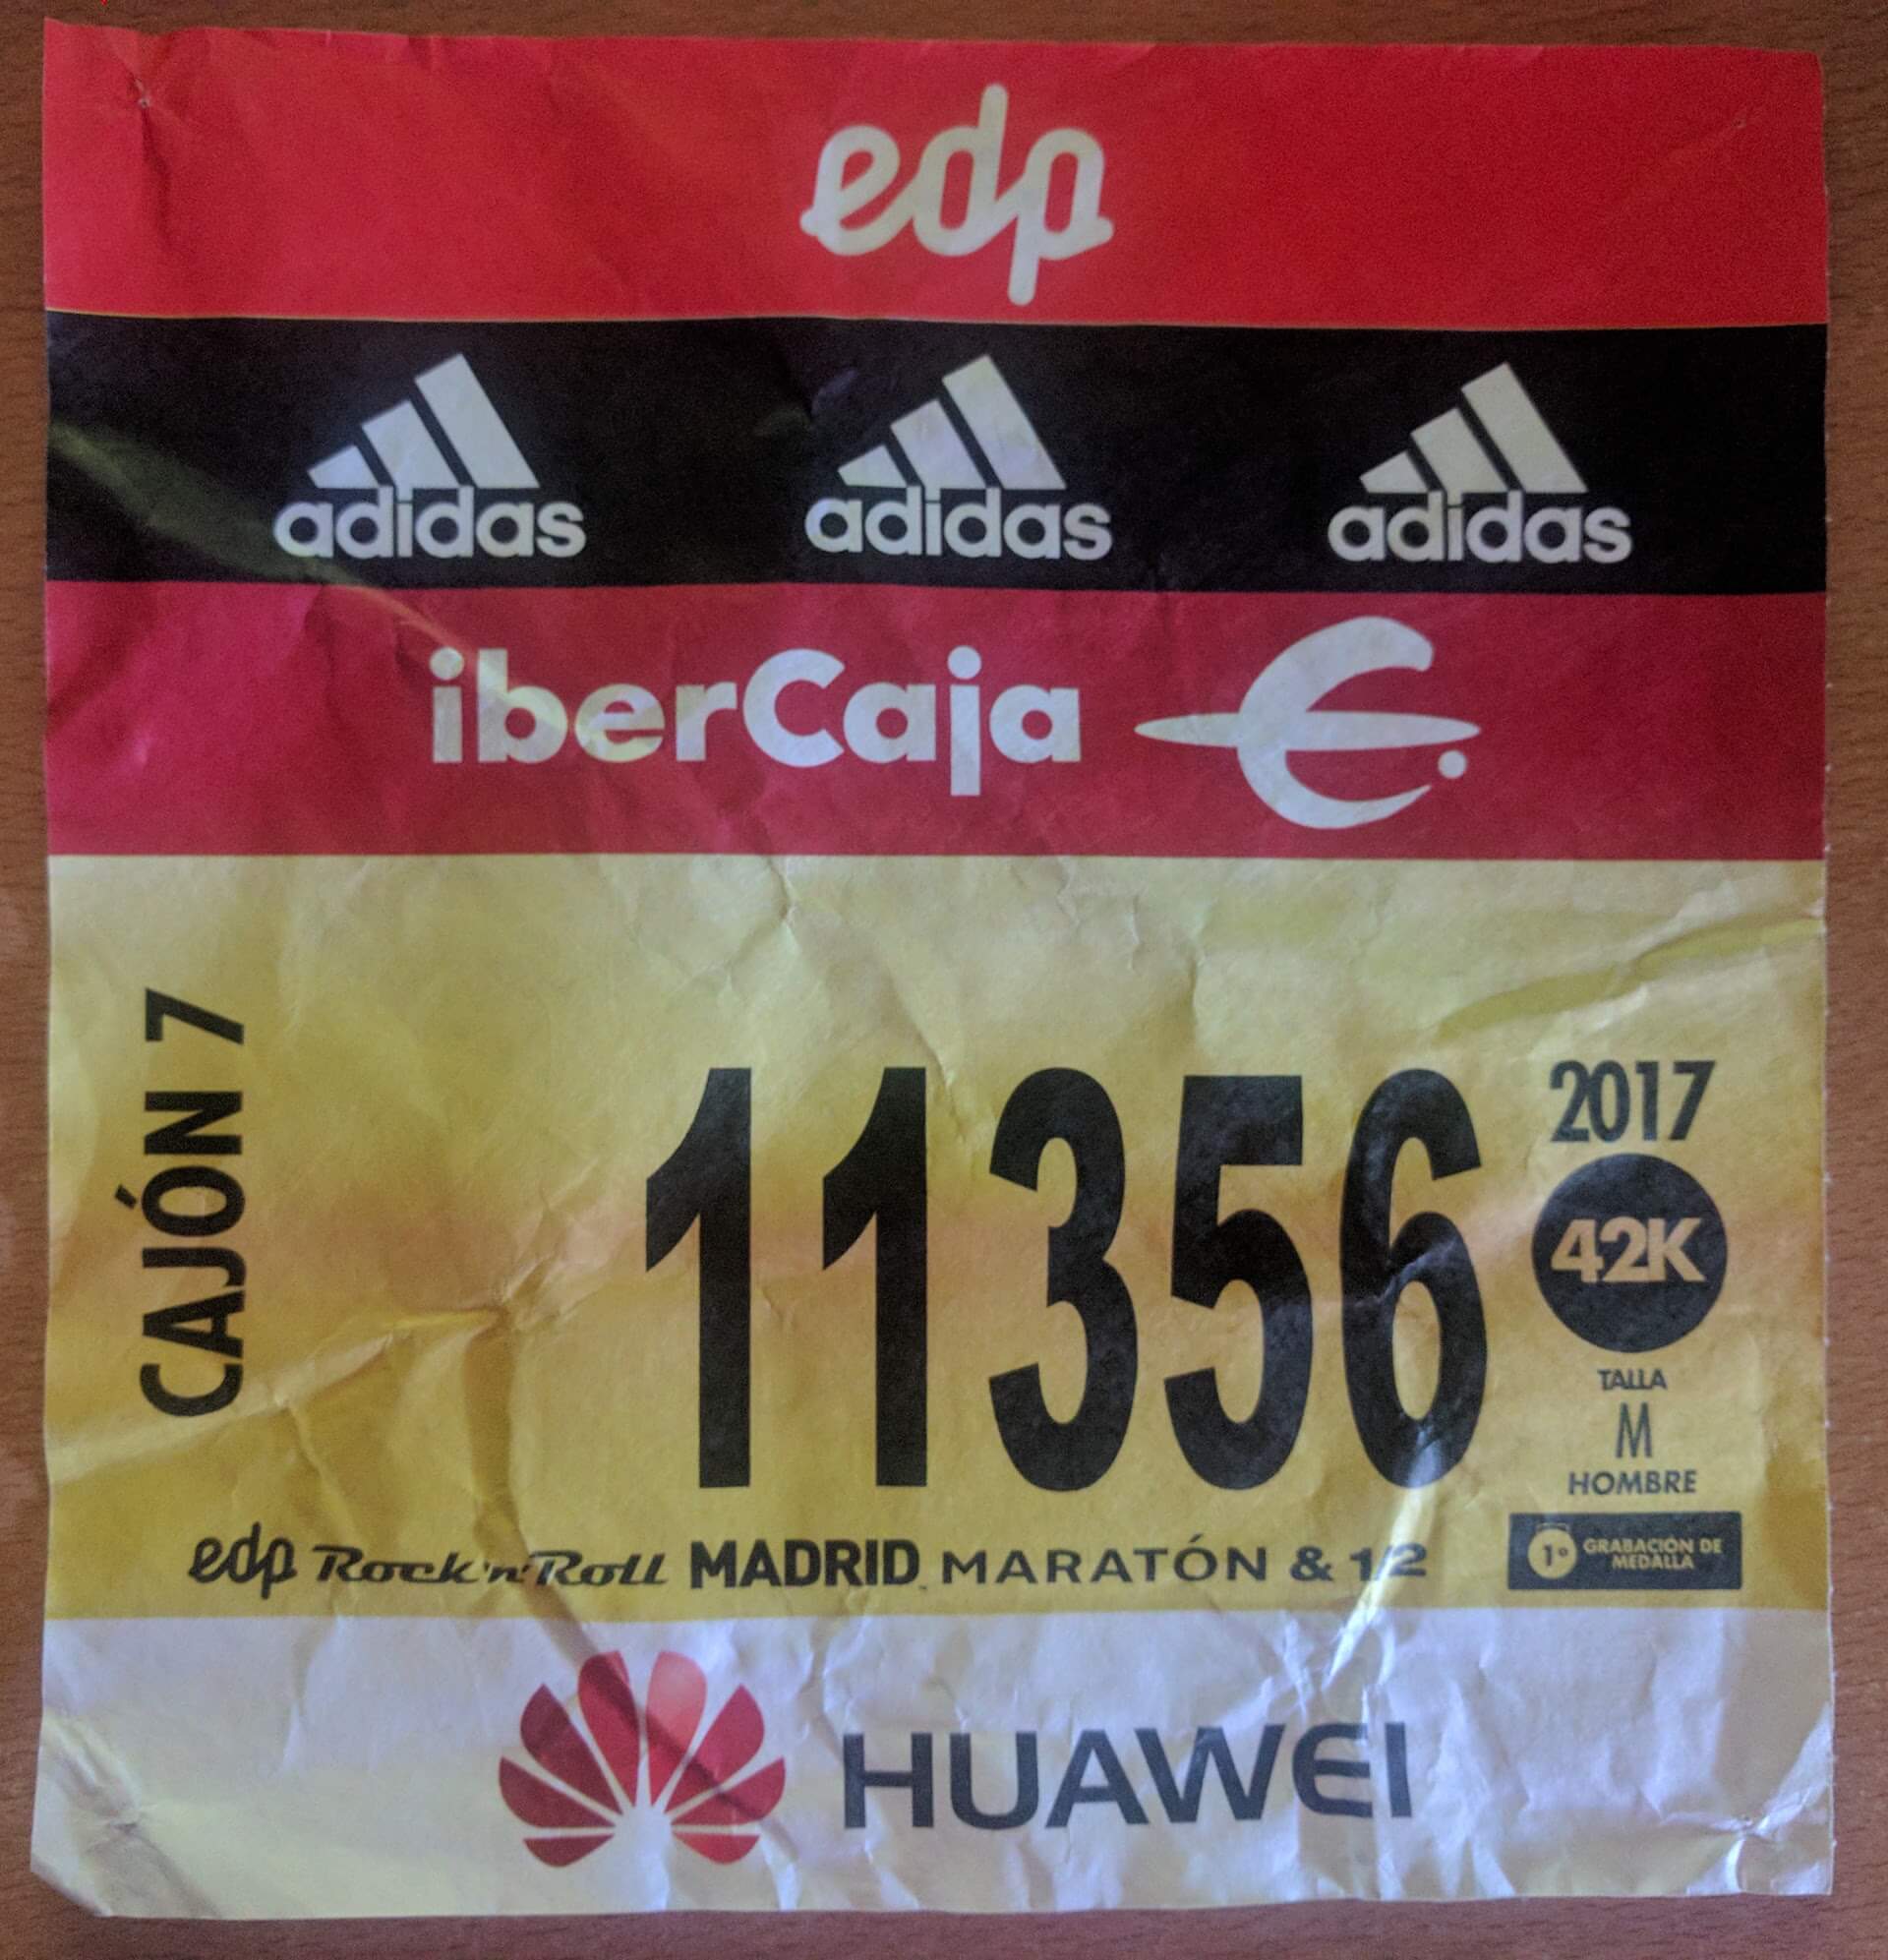 edp
adidas adidas adidas
iberCaja
CAJÓN 7
11356
2017
42K
TALLA
M
HOMBRE
1º GRABACIÓN DE
MEDALLA
edp Rock'n'Roll MADRID MARATÓN & 1/2
HUAWEI